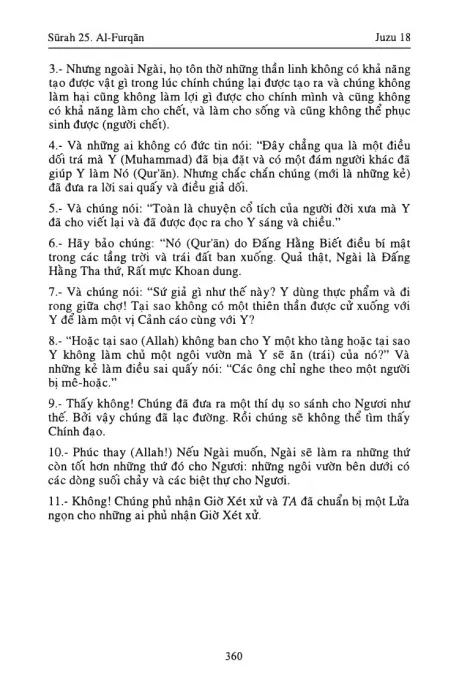 Sūrah 25. Al-Furqān Juzu 18
3.- Nhưng ngoài Ngài, họ tôn thờ những thần linh không có khả năng
tạo được vật gì trong lúc chính chúng lại được tạo ra và chúng không
làm hại cũng không làm lợi gì được cho chính mình và cũng không
có khả năng làm cho chết, và làm cho sống và cũng không thể phục
sinh được (người chết).
4.- Và những ai không có đức tin nói: “Đây chẳng qua là một điều
dối trá mà Y (Muhammad) đã bịa đặt và có một đám người khác đã
giúp Y làm Nó (Qur'ān). Nhưng chắc chắn chúng (mới là những kẻ)
đã đưa ra lời sai quấy và điều giả dối.
5.- Và chúng nói: “Toàn là chuyện cổ tích của người đời xưa mà Y
đã cho viết lại và đã được đọc ra cho Y sáng và chiều.”
6.- Hãy bảo chúng: “Nó (Qur'ān) do Đấng Hằng Biết điều bí mật
trong các tầng trời và trái đất ban xuống. Quả thật, Ngài là Đấng
Hằng Tha thứ, Rất mực Khoan dung.
7.- Và chúng nói: “Sứ giả gì như thế này? Y dùng thực phẩm và đi
rong giữa chợ! Tại sao không có một thiên thần được cử xuống với
Y để làm một vị Cảnh cáo cùng với Y?
8.- “Hoặc tại sao (Allah) không ban cho Y một kho tàng hoặc tại sao
Y không làm chủ một ngôi vườn mà Y sẽ ăn (trái) của nó?” Và
những kẻ làm điều sai quấy nói: “Các ông chỉ nghe theo một người
bị mê-hoặc.”
9.- Thấy không! Chúng đã đưa ra một thí dụ so sánh cho Ngươi như
thế. Bởi vậy chúng đã lạc đường. Rồi chúng sẽ không thể tìm thấy
Chính đạo.
10.- Phúc thay (Allah!) Nếu Ngài muốn, Ngài sẽ làm ra những thứ
còn tốt hơn những thứ đó cho Ngươi: những ngôi vườn bên dưới có
các dòng suối chảy và các biệt thự cho Ngươi.
11.- Không! Chúng phủ nhận Giờ Xét xử và TA đã chuẩn bị một Lửa
ngọn cho những ai phủ nhận Giờ Xét xử.
360